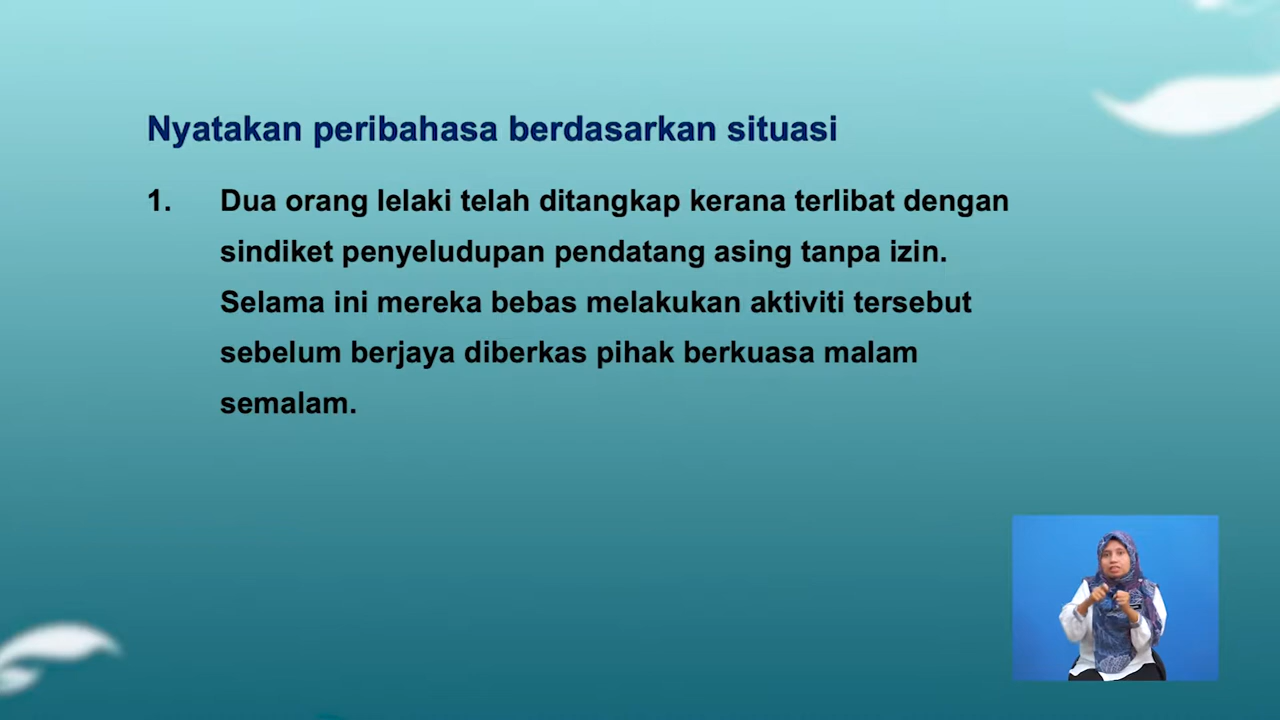 Nyatakan peribahasa berdasarkan situasi
1. Dua orang lelaki telah ditangkap kerana terlibat dengan
sindiket penyeludupan pendatang asing tanpa izin.
Selama ini mereka bebas melakukan aktiviti tersebut
sebelum berjaya diberkas pihak berkuasa malam
semalam.